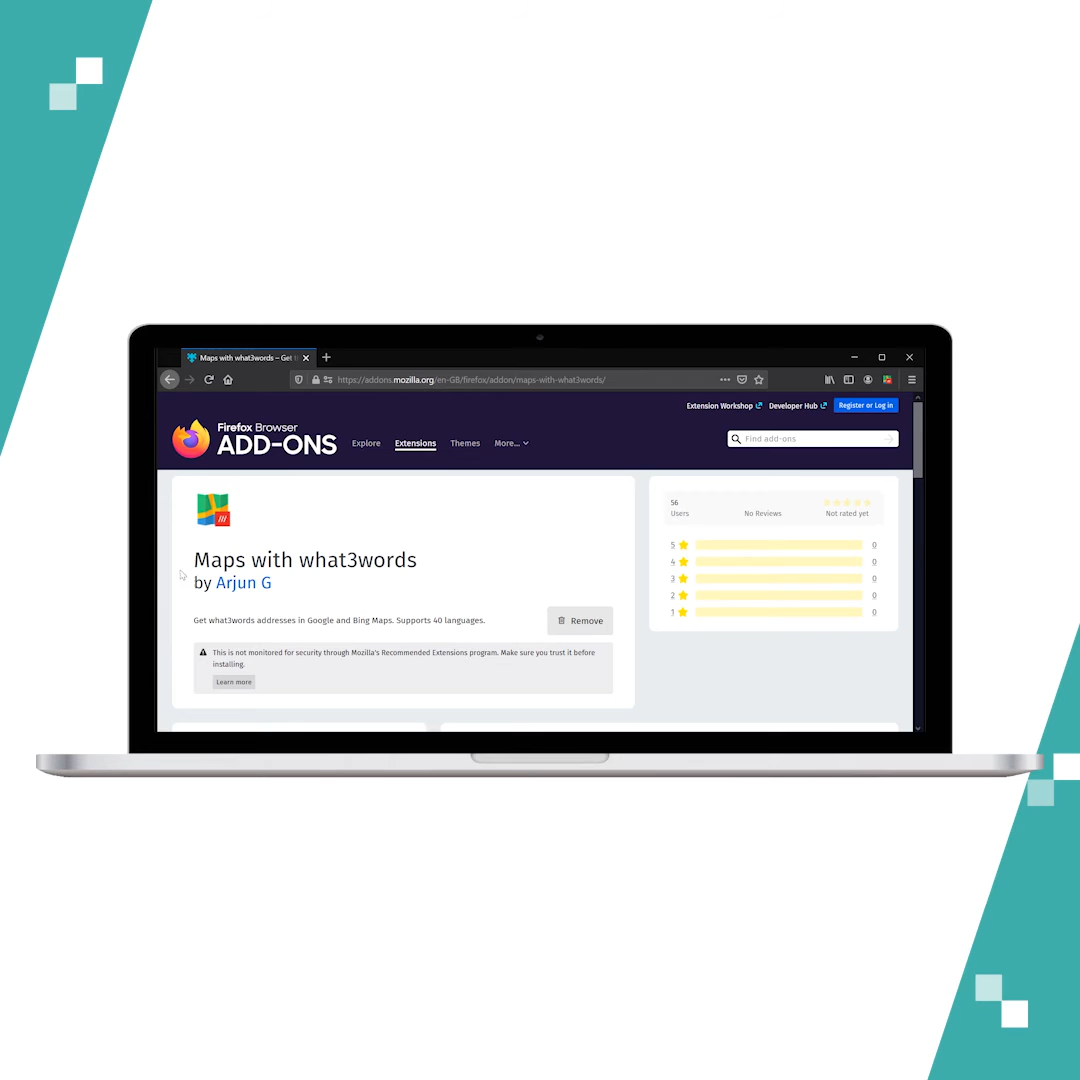 Maps with what3words – Get t
https://addons.mozilla.org/en-GB/firefox/addon/maps-with-what3words/
Extension Workshop
Developer Hub
Register or Log in
Firefox Browser
ADD-ONS
Explore
Extensions
Themes
More...
Find add-ons
Maps with what3words
by Arjun G
Get what3words addresses in Google and Bing Maps. Supports 40 languages.
Remove
This is not monitored for security through Mozilla's Recommended Extensions program. Make sure you trust it before
installing.
Learn more
56
Users
No Reviews
Not rated yet
5 0
4 0
3 0
2 0
1 0